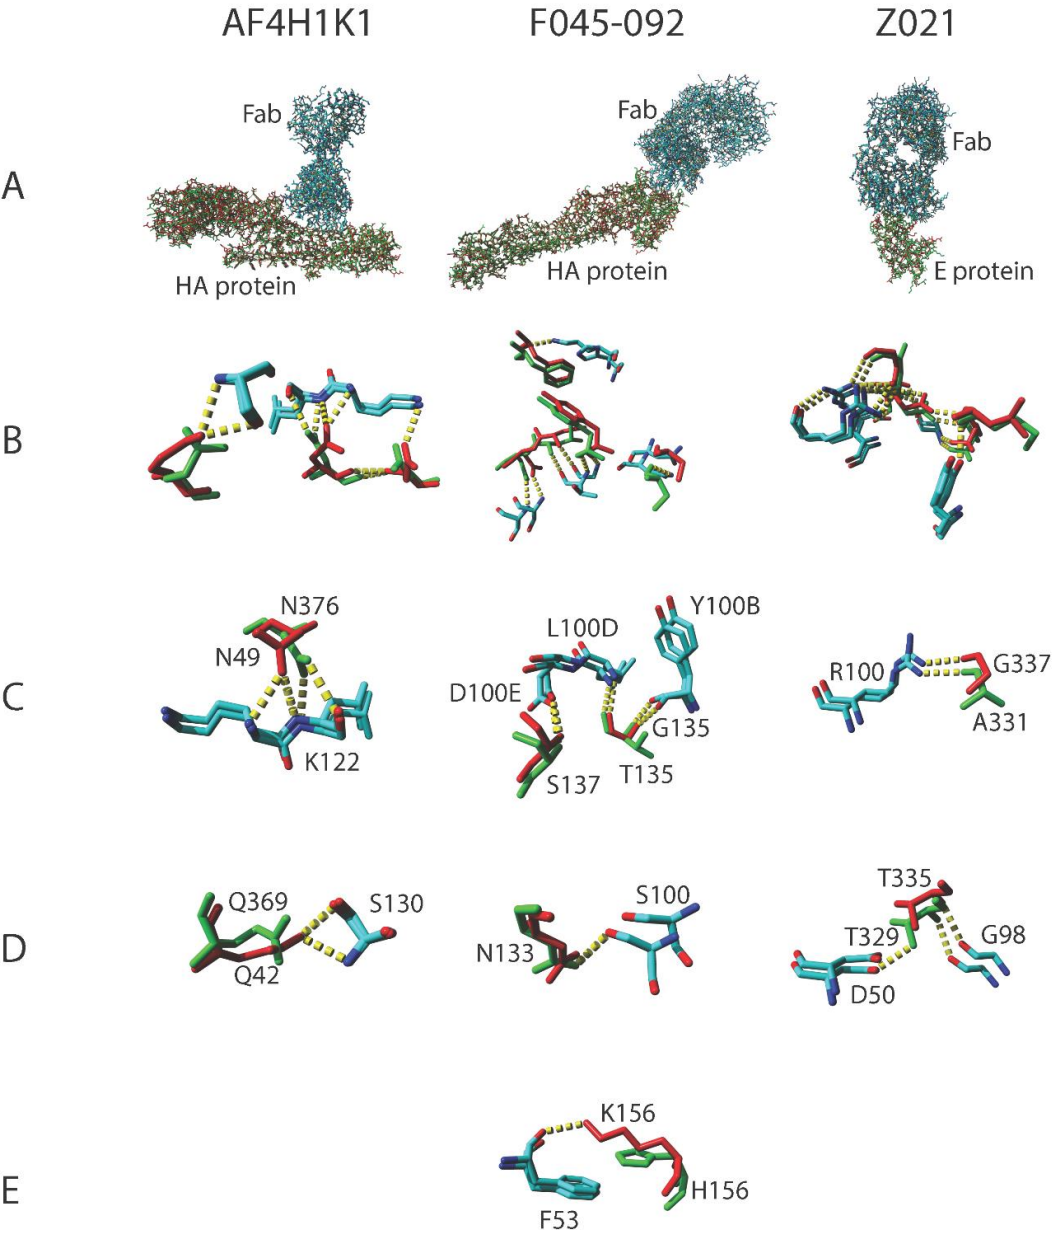 AF4H1K1 F045-092 Z021
A
Fab
HA protein
Fab
HA protein
Fab
E protein
B
C
N376
N49
K122
L100D
Y100B
D100E
G135
S137
T135
R100
G337
A331
D
Q369
S130
Q42
S100
N133
T335
T329
G98
D50
E
K156
H156
F53